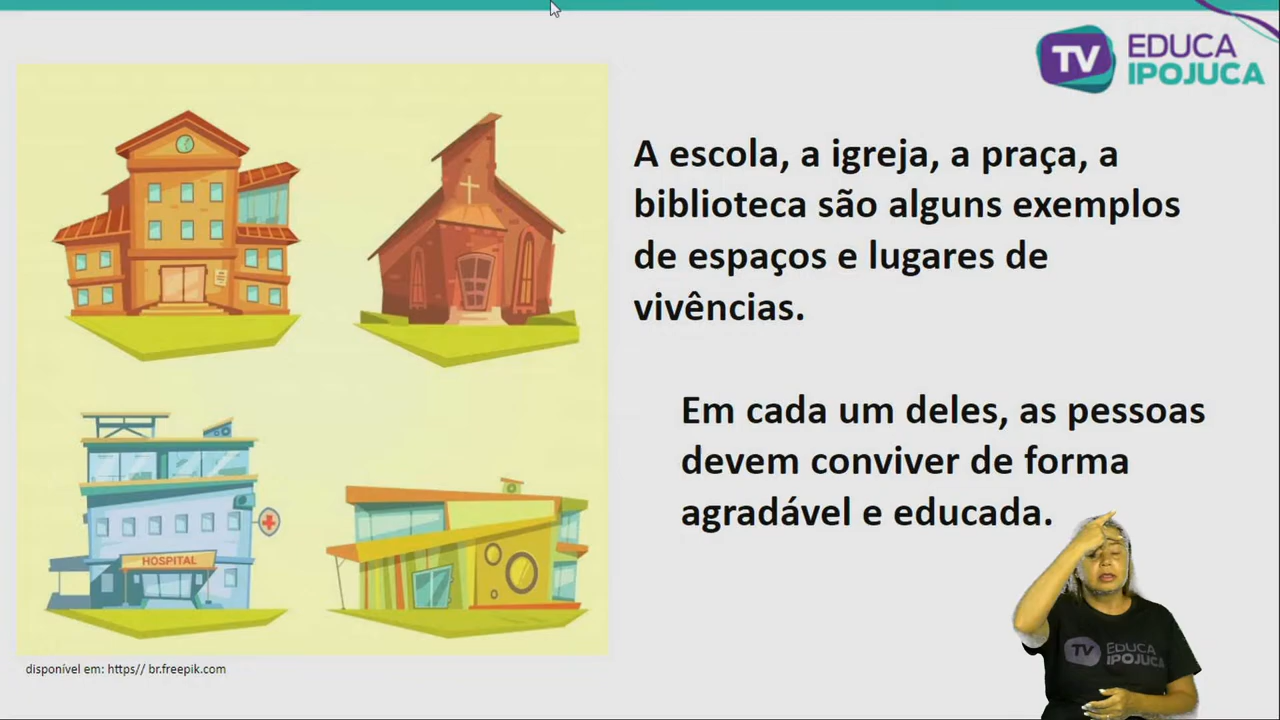 TV EDUCA
IPOJUCA
A escola, a igreja, a praça, a
biblioteca são alguns exemplos
de espaços e lugares de
vivências.
Em cada um deles, as pessoas
devem conviver de forma
agradável e educada.
HOSPITAL
disponível em: https// br.freepik.com
TV EDUCA
IPOJUCA